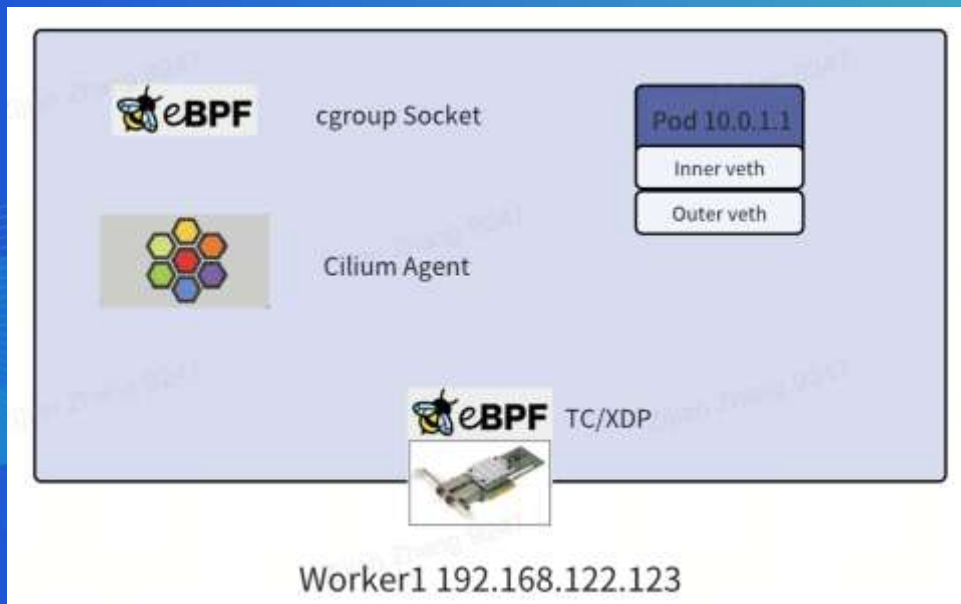 eBPF
cgroup Socket
Pod 10.0.1.1
Inner veth
Outer veth
Cilium Agent
eBPF
TC/XDP
Worker1 192.168.122.123